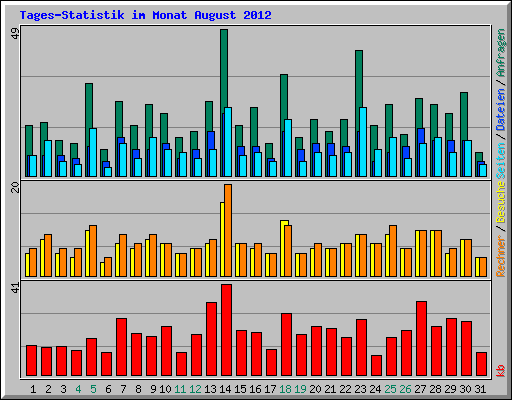 Tages-Statistik im Monat August 2012
49
20
41
Rechner / Besuche Seiten / Dateien / Anfragen
kb
1 2 3 4 5 6 7 8 9 10 11 12 13 14 15 16 17 18 19 20 21 22 23 24 25 26 27 28 29 30 31